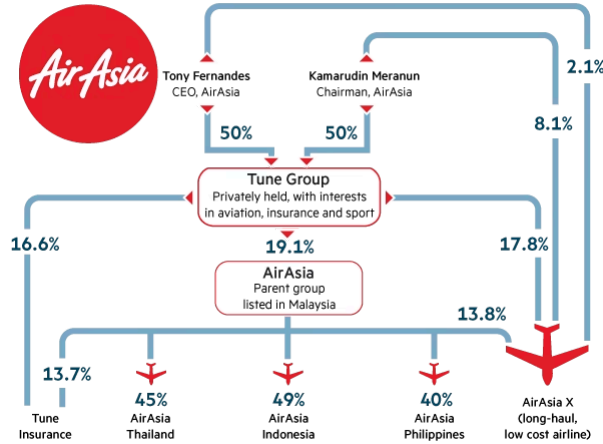 AirAsia
2.1%
Tony Fernandes
CEO, AirAsia
Kamarudin Meranun
Chairman, AirAsia
8.1%
50%
50%
Tune Group
Privately held, with interests
in aviation, insurance and sport
16.6%
19.1%
17.8%
AirAsia
Parent group
listed in Malaysia
13.8%
13.7%
45%
49%
40%
Tune
Insurance
AirAsia
Thailand
AirAsia
Indonesia
AirAsia
Philippines
AirAsia X
(long-haul,
low cost airline)